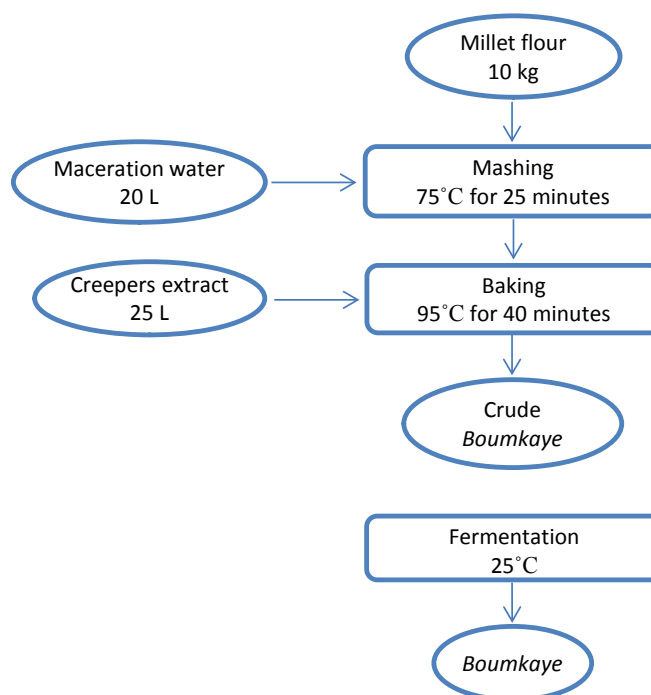 Millet flour
10 kg
Maceration water
20 L
Mashing
75°C for 25 minutes
Creepers extract
25 L
Baking
95°C for 40 minutes
Crude
Boumkaye
Fermentation
25°C
Boumkaye